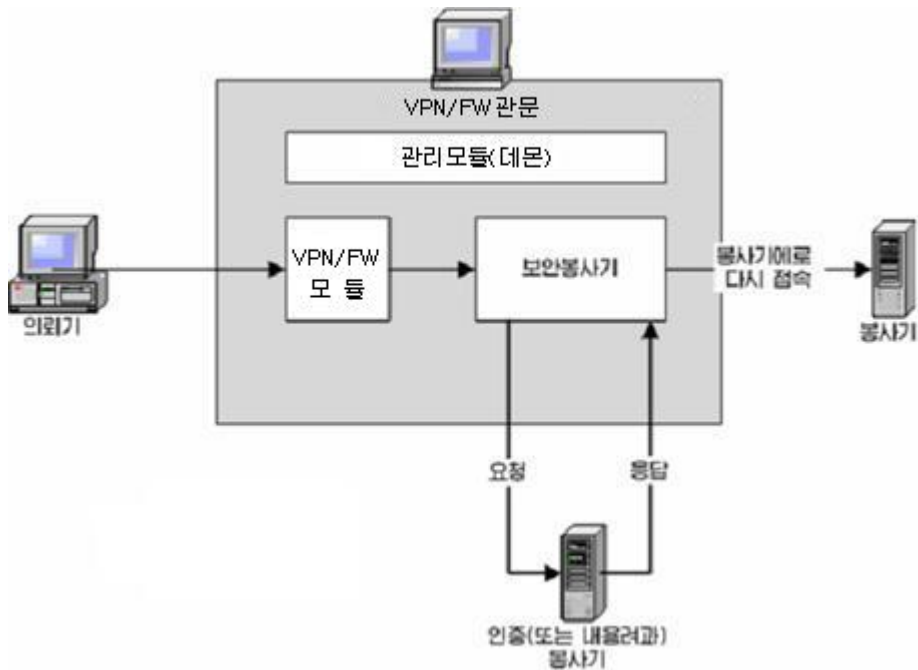 VPN/FW 관문
관리모듈(데몬)
VPN/FW
모 듈
보안봉사기
봉사기에로
다시 접속
의뢰기
봉사기
요청
응답
인증(또는 내용려과)
봉사기